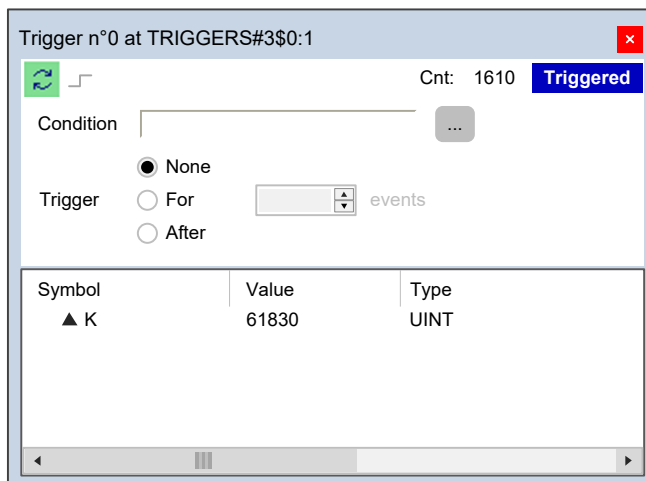 Trigger n°0 at TRIGGERS#3$0:1
Cnt: 1610 Triggered
Condition ...
None
Trigger For events
After
Symbol Value Type
K 61830 UINT